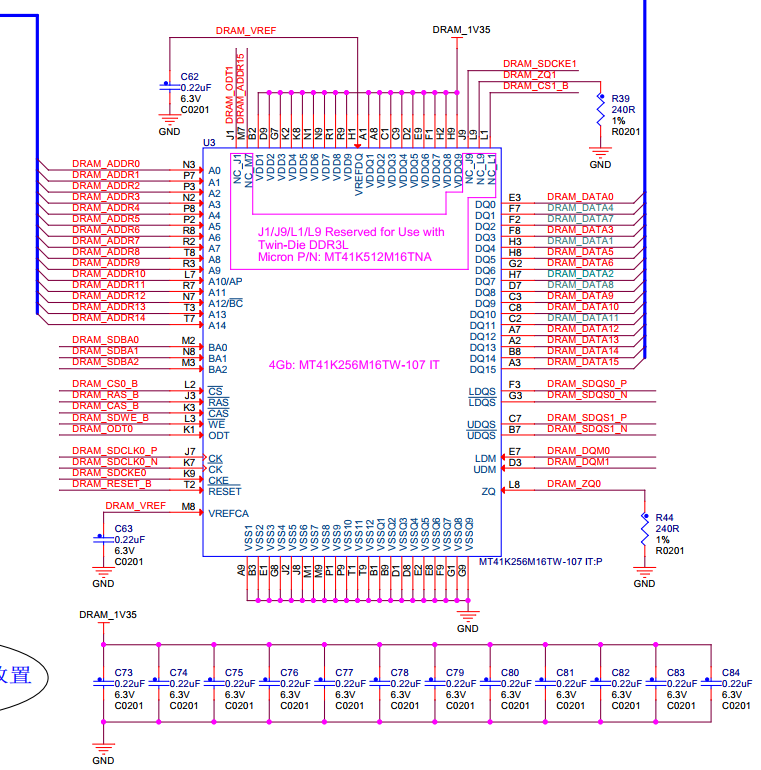 DRAM_VREF
DRAM_1V35
C62
0.22uF
6.3V
C0201
GND
DRAM_ODT1
DRAM_ADDR15
DRAM_SDCKE1
DRAM_ZQ1
DRAM_CS1_B
R39
240R
1%
R0201
GND
J1 M7 B2 D9 G7 K2 K8 N1 N9 R1 R9 H1 A1 A8 C1 C9 D2 E9 F1 H2 H9 J9 L9 L1
U3
NC_J1 NC_M7 VDD1 VDD2 VDD3 VDD4 VDD5 VDD6 VDD7 VDD8 VDD9 VREFDQ VDDQ1 VDDQ2 VDDQ3 VDDQ4 VDDQ5 VDDQ6 VDDQ7 VDDQ8 VDDQ9 NC_J9 NC_L9 NC_L1
DRAM_ADDR0 N3 A0
DRAM_ADDR1 P7 A1
DRAM_ADDR2 P3 A2
DRAM_ADDR3 N2 A3
DRAM_ADDR4 P8 A4
DRAM_ADDR5 P2 A5
DRAM_ADDR6 R8 A6
DRAM_ADDR7 R2 A7
DRAM_ADDR8 T8 A8
DRAM_ADDR9 R3 A9
DRAM_ADDR10 L7 A10/AP
DRAM_ADDR11 R7 A11
DRAM_ADDR12 N7 A12/BC
DRAM_ADDR13 T3 A13
DRAM_ADDR14 T7 A14
J1/J9/L1/L9 Reserved for Use with
Twin-Die DDR3L
Micron P/N: MT41K512M16TNA
DQ0 E3 DRAM_DATA0
DQ1 F7 DRAM_DATA4
DQ2 F2 DRAM_DATA7
DQ3 F8 DRAM_DATA3
DQ4 H3 DRAM_DATA1
DQ5 H8 DRAM_DATA5
DQ6 G2 DRAM_DATA6
DQ7 H7 DRAM_DATA2
DQ8 D7 DRAM_DATA8
DQ9 C3 DRAM_DATA9
DQ10 C8 DRAM_DATA10
DQ11 C2 DRAM_DATA11
DQ12 A7 DRAM_DATA12
DQ13 A2 DRAM_DATA13
DQ14 B8 DRAM_DATA14
DQ15 A3 DRAM_DATA15
DRAM_SDBA0 M2 BA0
DRAM_SDBA1 N8 BA1
DRAM_SDBA2 M3 BA2
4Gb: MT41K256M16TW-107 IT
DRAM_CS0_B L2 CS
DRAM_RAS_B J3 RAS
DRAM_CAS_B K3 CAS
DRAM_SDWE_B L3 WE
DRAM_ODT0 K1 ODT
LDQS F3 DRAM_SDQS0_P
LDQS G3 DRAM_SDQS0_N
UDQS C7 DRAM_SDQS1_P
UDQS B7 DRAM_SDQS1_N
DRAM_SDCLK0_P J7 CK
DRAM_SDCLK0_N K7 CK
DRAM_SDCKE0 K9 CKE
DRAM_RESET_B T2 RESET
LDM E7 DRAM_DQM0
UDM D3 DRAM_DQM1
ZQ L8 DRAM_ZQ0
DRAM_VREF M8 VREFCA
C63
0.22uF
6.3V
C0201
GND
R44
240R
1%
R0201
GND
VSS1 VSS2 VSS3 VSS4 VSS5 VSS6 VSS7 VSS8 VSS9 VSS10 VSS11 VSS12 VSSQ1 VSSQ2 VSSQ3 VSSQ4 VSSQ5 VSSQ6 VSSQ7 VSSQ8 VSSQ9
MT41K256M16TW-107 IT:P
A9 B3 E1 G8 J2 J8 M1 M9 P1 P9 T1 T9 B1 B9 D1 D8 E2 E8 F9 G1 G9
GND
DRAM_1V35
放置
C73 C74 C75 C76 C77 C78 C79 C80 C81 C82 C83 C84
0.22uF 0.22uF 0.22uF 0.22uF 0.22uF 0.22uF 0.22uF 0.22uF 0.22uF 0.22uF 0.22uF 0.22uF
6.3V 6.3V 6.3V 6.3V 6.3V 6.3V 6.3V 6.3V 6.3V 6.3V 6.3V 6.3V
C0201 C0201 C0201 C0201 C0201 C0201 C0201 C0201 C0201 C0201 C0201 C0201
GND